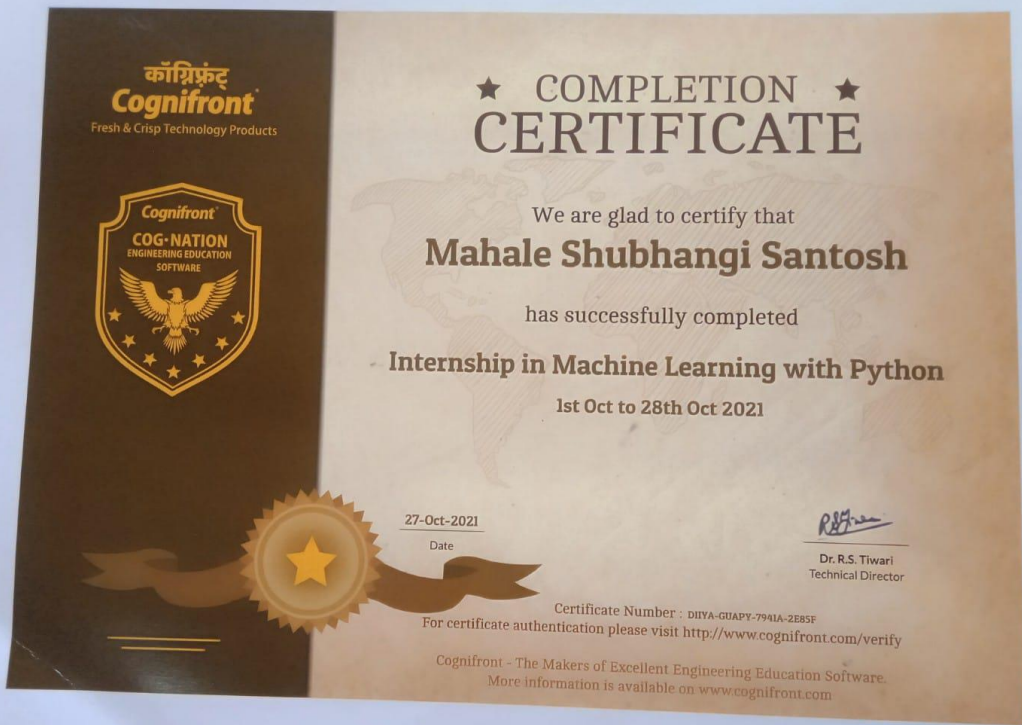 कॉग्निफ्रंट्
Cognifront
Fresh & Crisp Technology Products
Cognifront
COG·NATION
ENGINEERING EDUCATION
SOFTWARE
COMPLETION
CERTIFICATE
We are glad to certify that
Mahale Shubhangi Santosh
has successfully completed
Internship in Machine Learning with Python
1st Oct to 28th Oct 2021
27-Oct-2021
Date
Dr. R.S. Tiwari
Technical Director
Certificate Number : DIIYA-GUAPY-7941A-2E85F
For certificate authentication please visit http://www.cognifront.com/verify
Cognifront - The Makers of Excellent Engineering Education Software.
More information is available on www.cognifront.com